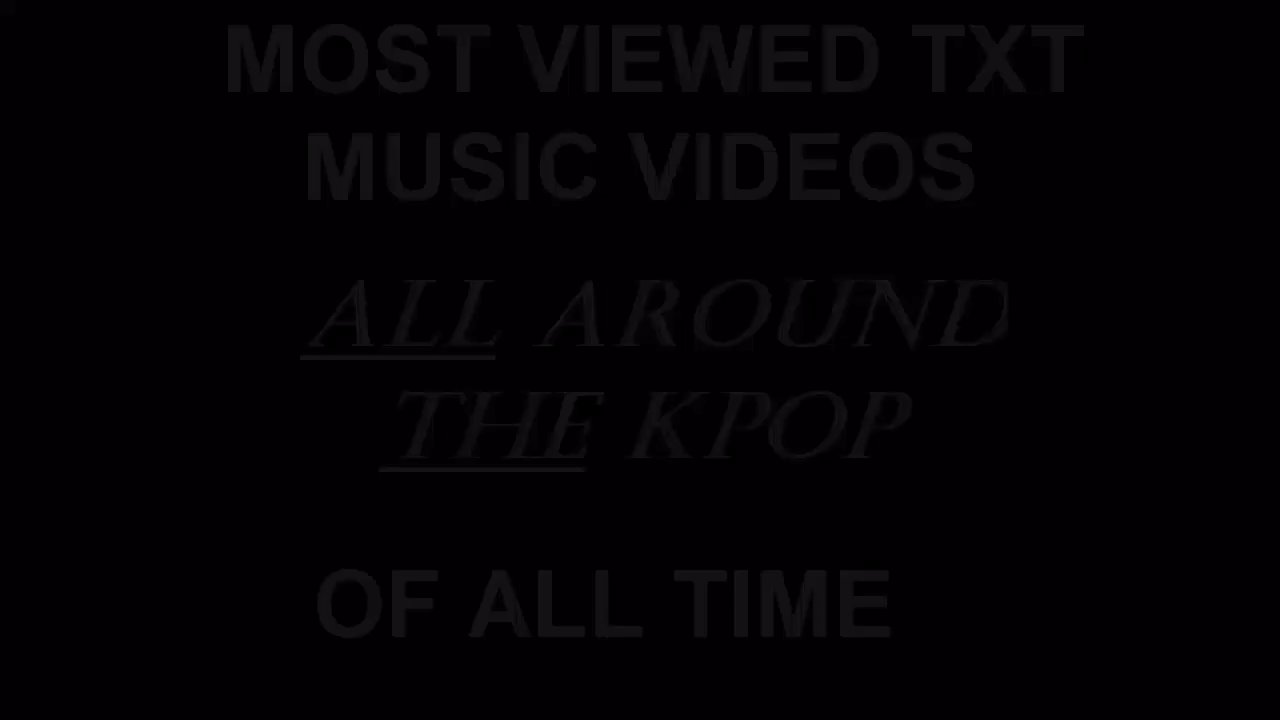 MOST VIEWED TXT
MUSIC VIDEOS
ALL AROUND
THE KPOP
OF ALL TIME